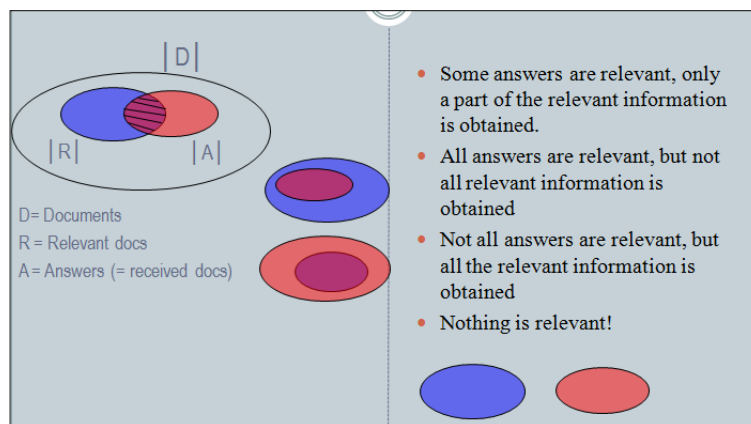 |D|
|R|
|A|
D= Documents
R = Relevant docs
A = Answers (= received docs)
Some answers are relevant, only
a part of the relevant information
is obtained.
All answers are relevant, but not
all relevant information is
obtained
Not all answers are relevant, but
all the relevant information is
obtained
Nothing is relevant!